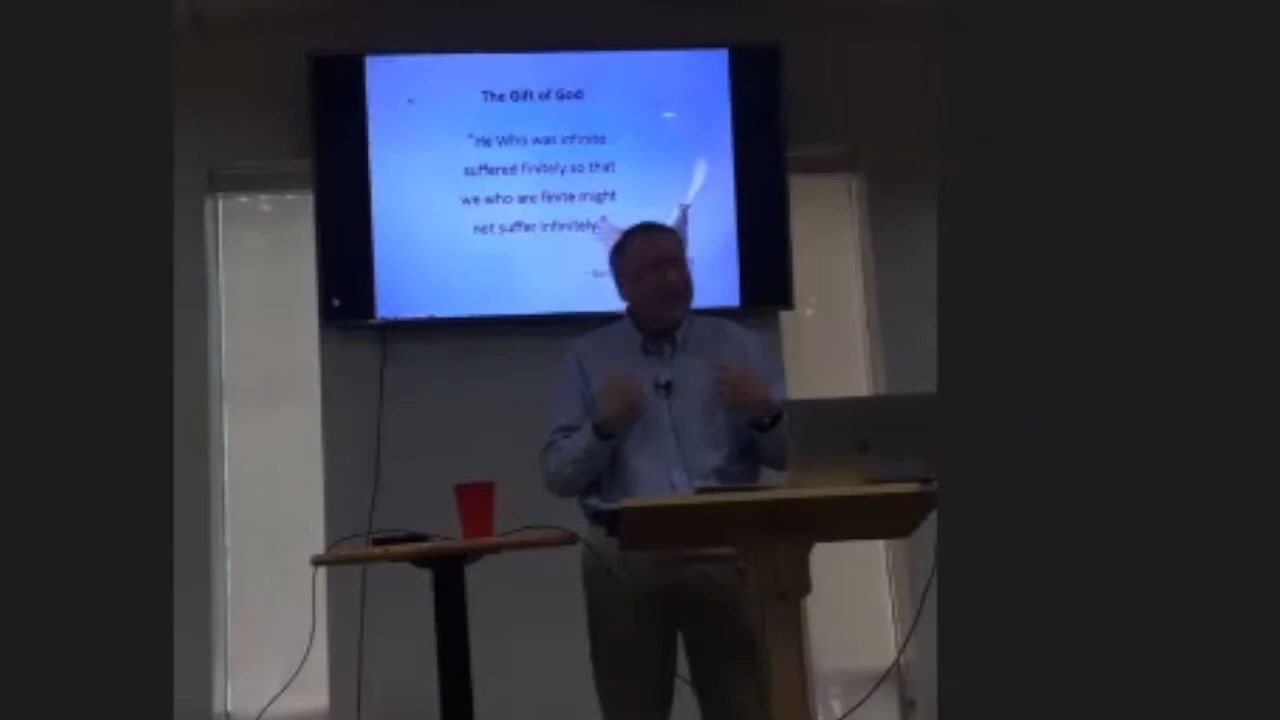 The Gift of God
"He Who was infinite
suffered finitely so that
we who are finite might
not suffer infinitely."